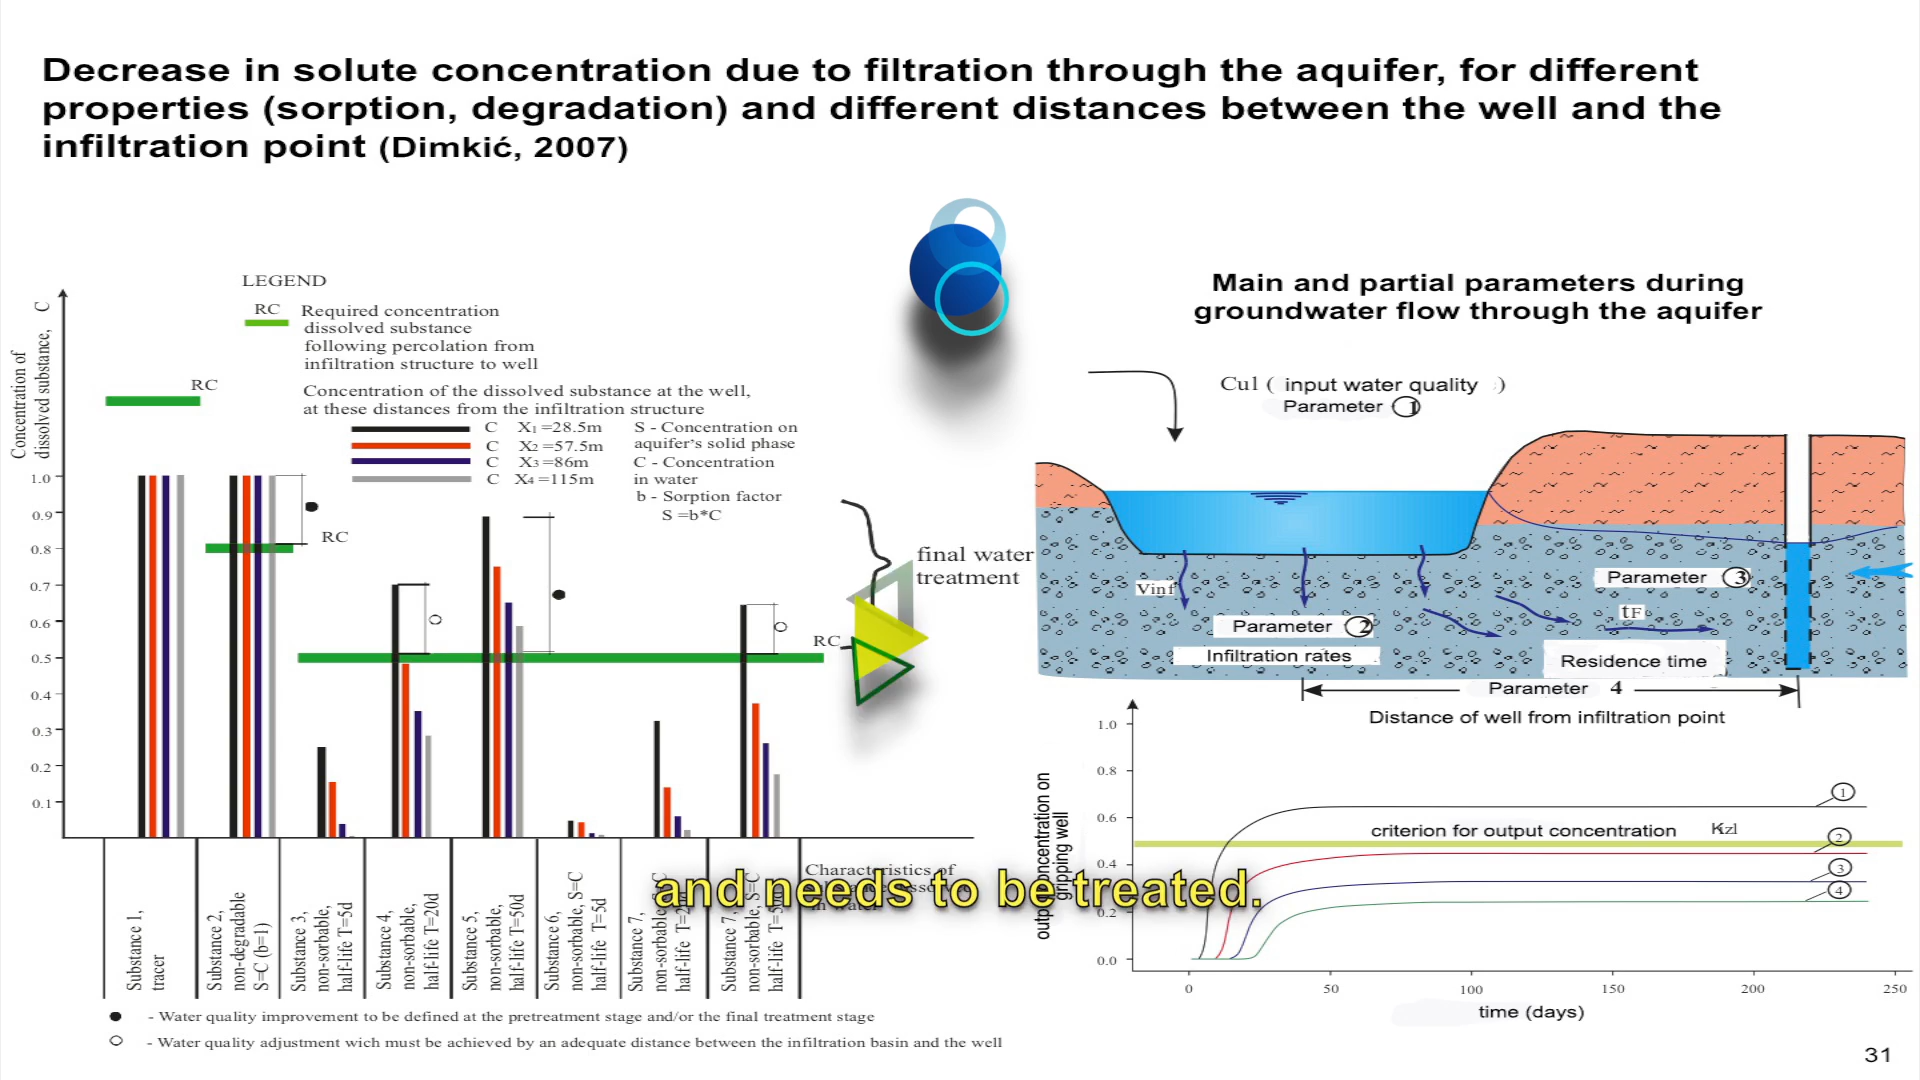 Decrease in solute concentration due to filtration through the aquifer, for different
properties (sorption, degradation) and different distances between the well and the
infiltration point (Dimkić, 2007)
LEGEND
RC
Required concentration
dissolved substance
following percolation from
infiltration structure to well
Concentration of the dissolved substance at the well,
at these distances from the infiltration structure
C X1 =28.5m
C X2 =57.5m
C X3 =86m
C X4 =115m
S - Concentration on
aquifer's solid phase
C - Concentration
in water
b - Sorption factor
S =b*C
Concentration of
dissolved substance, C
RC
RC
RC
1.0
0.9
0.8
0.7
0.6
0.5
0.4
0.3
0.2
0.1
final water
treatment
Substance 1,
tracer
Substance 2,
non-degradable
S=C (b=1)
Substance 3,
non-sorbable,
half-life T=5d
Substance 4,
non-sorbable,
half-life T=20d
Substance 5,
non-sorbable,
half-life T=50d
Substance 6,
non-sorbable, S=C
half-life T=5d
Substance 7,
non-sorbable,
half-life
Substance 7,
non-sorbable, S=C
half-life
Characteristics of
in water
- Water quality improvement to be defined at the pretreatment stage and/or the final treatment stage
- Water quality adjustment wich must be achieved by an adequate distance between the infiltration basin and the well
Main and partial parameters during
groundwater flow through the aquifer
Cu1 ( input water quality )
Parameter 1
Vinf
Parameter 2
Infiltration rates
Parameter 3
tF
Residence time
Parameter 4
Distance of well from infiltration point
output concentration on
gripping well
1.0
0.8
0.6
0.4
0.2
0.0
criterion for output concentration Kzl
1
2
3
4
0 50 100 150 200 250
time (days)
and needs to be treated.
31